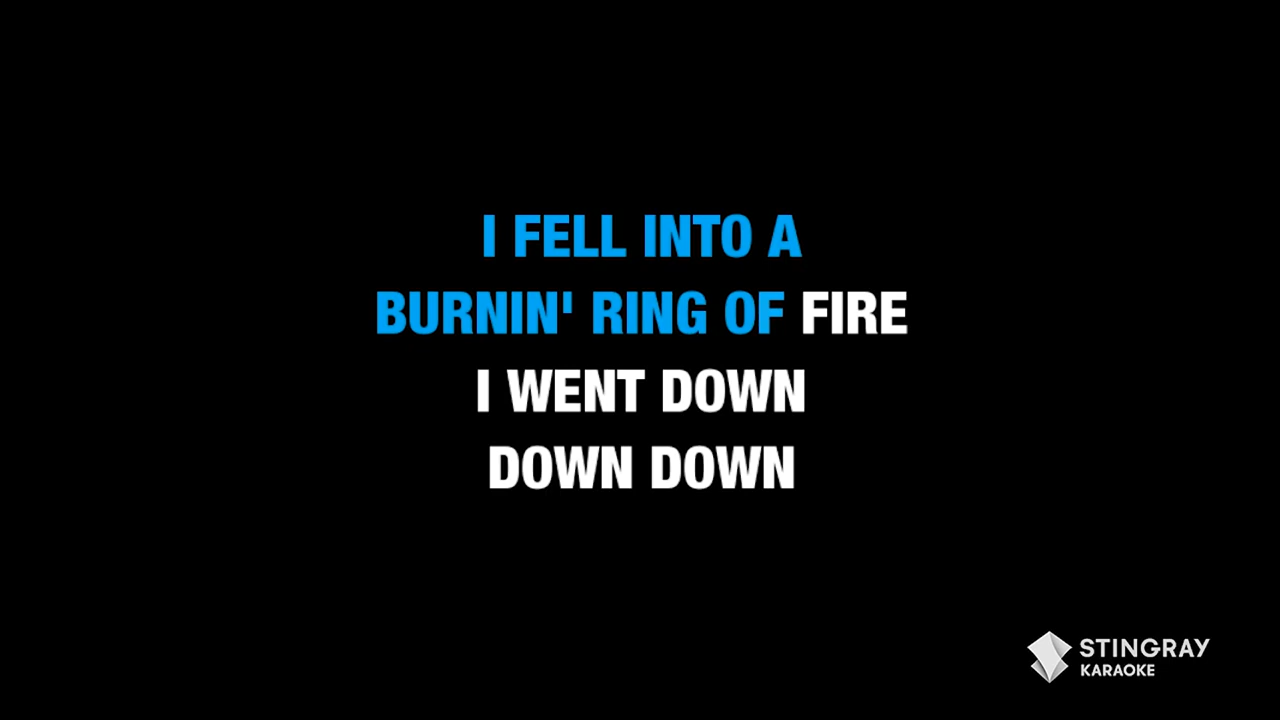 I FELL INTO A
BURNIN' RING OF FIRE
I WENT DOWN
DOWN DOWN
STINGRAY
KARAOKE